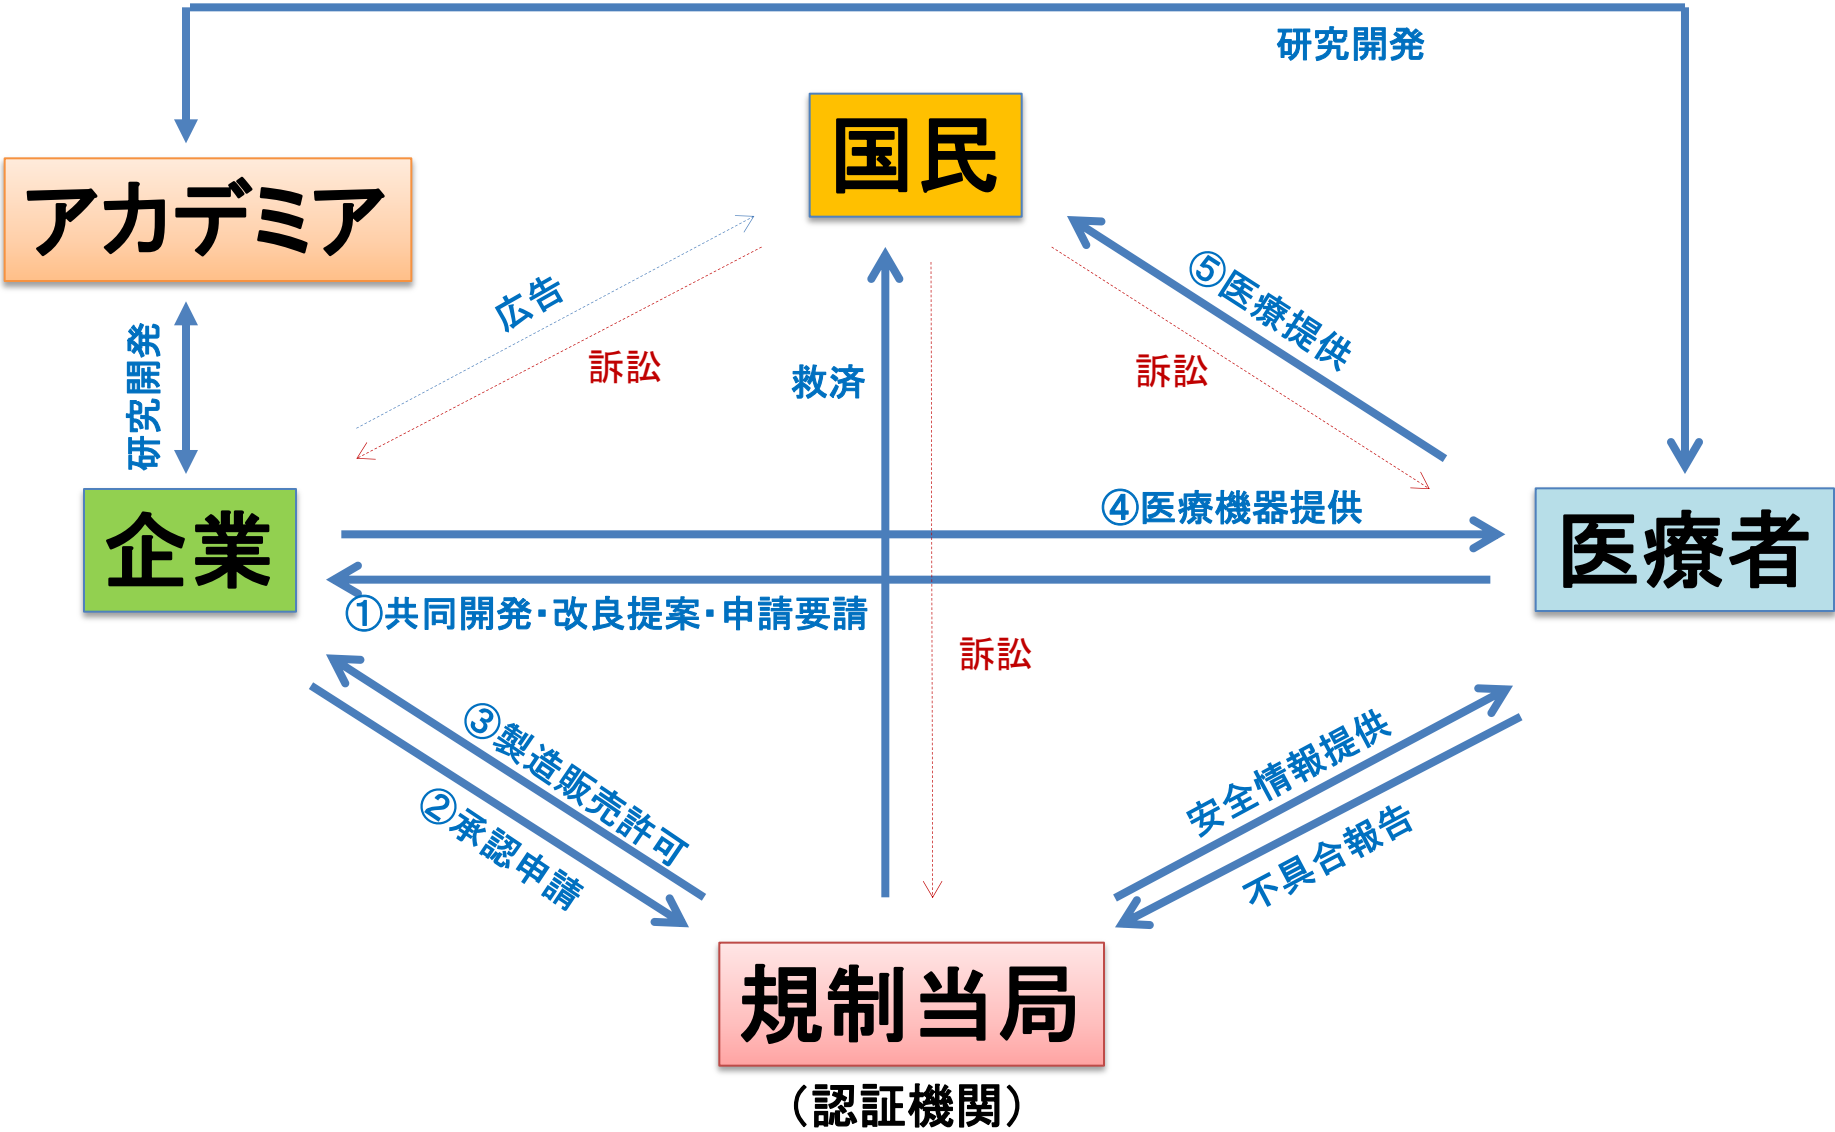 研究開発
国民
アカデミア
⑤医療提供
広告
訴訟
救済
訴訟
研究開発
④医療機器提供
企業
医療者
①共同開発・改良提案・申請要請
訴訟
③製造販売許可
②承認申請
安全情報提供
不具合報告
規制当局
（認証機関）